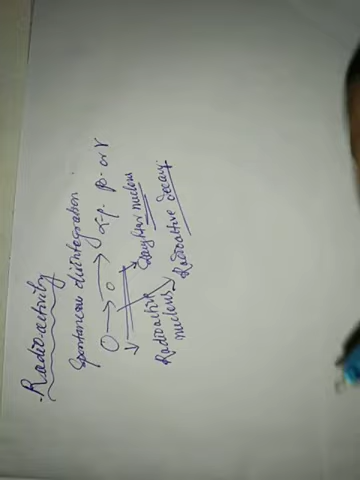 - Radioactivity
Spontaneous disintegration.
O → o → α-p. β- or γ
Daughter nucleus
Radioactive nucleus
Radioactive decay.